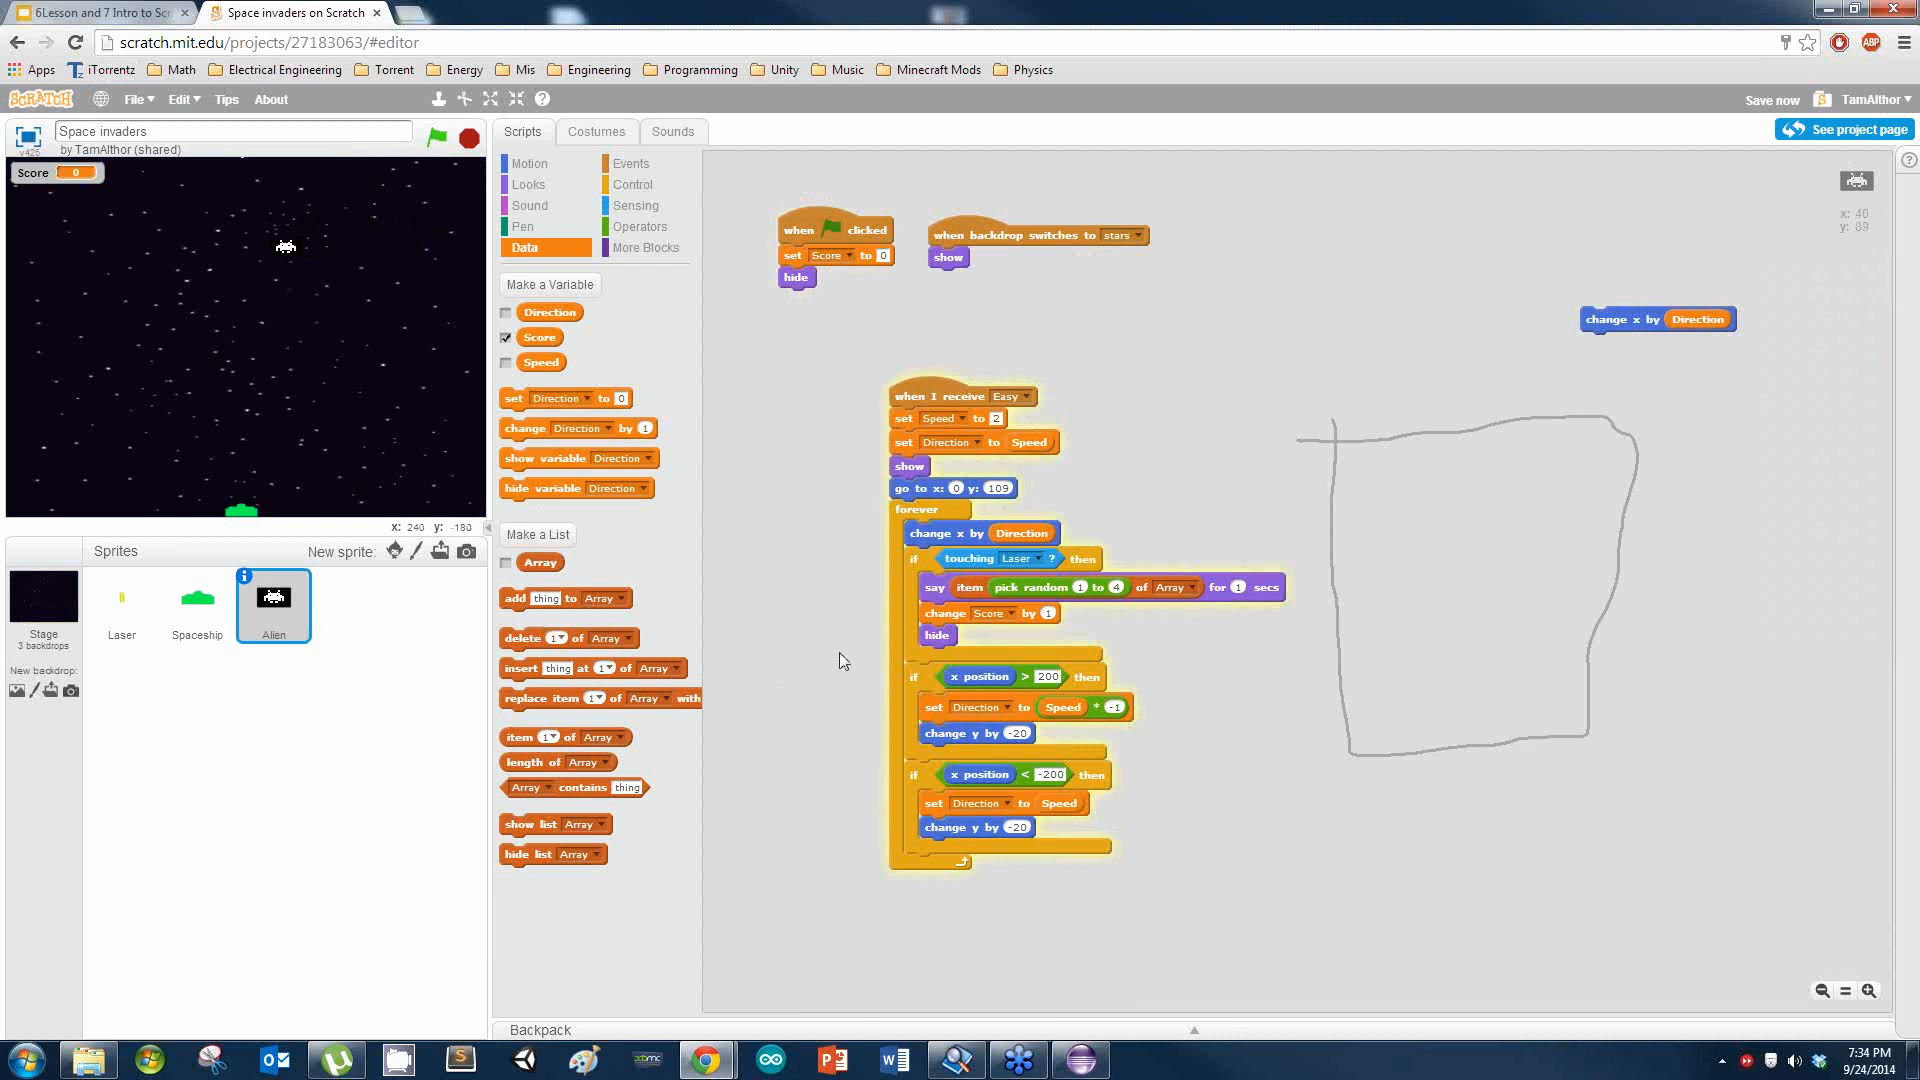 6Lesson and 7 Intro to Sc
Space invaders on Scratch
scratch.mit.edu/projects/27183063/#editor
ABP
Apps
iTorrentz
Math
Electrical Engineering
Torrent
Energy
Mis
Engineering
Programming
Unity
Music
Minecraft Mods
Physics
SCRATCH
File
Edit
Tips
About
Save now
TamAlthor
See project page
Space invaders
by TamAlthor (shared)
v425
Score 0
x: 240 y: -180
Sprites
New sprite:
Stage
3 backdrops
New backdrop:
Laser
Spaceship
Alien
Scripts
Costumes
Sounds
Motion
Looks
Sound
Pen
Data
Events
Control
Sensing
Operators
More Blocks
Make a Variable
Direction
Score
Speed
set Direction to 0
change Direction by 1
show variable Direction
hide variable Direction
Make a List
Array
add thing to Array
delete 1 of Array
insert thing at 1 of Array
replace item 1 of Array with
item 1 of Array
length of Array
Array contains thing
show list Array
hide list Array
when clicked
set Score to 0
hide
when backdrop switches to stars
show
x: 40
y: 89
change x by Direction
when I receive Easy
set Speed to 2
set Direction to Speed
show
go to x: 0 y: 109
forever
change x by Direction
if touching Laser ? then
say item pick random 1 to 4 of Array for 1 secs
change Score by 1
hide
if x position > 200 then
set Direction to Speed * -1
change y by -20
if x position < -200 then
set Direction to Speed
change y by -20
Backpack
7:34 PM
9/24/2014